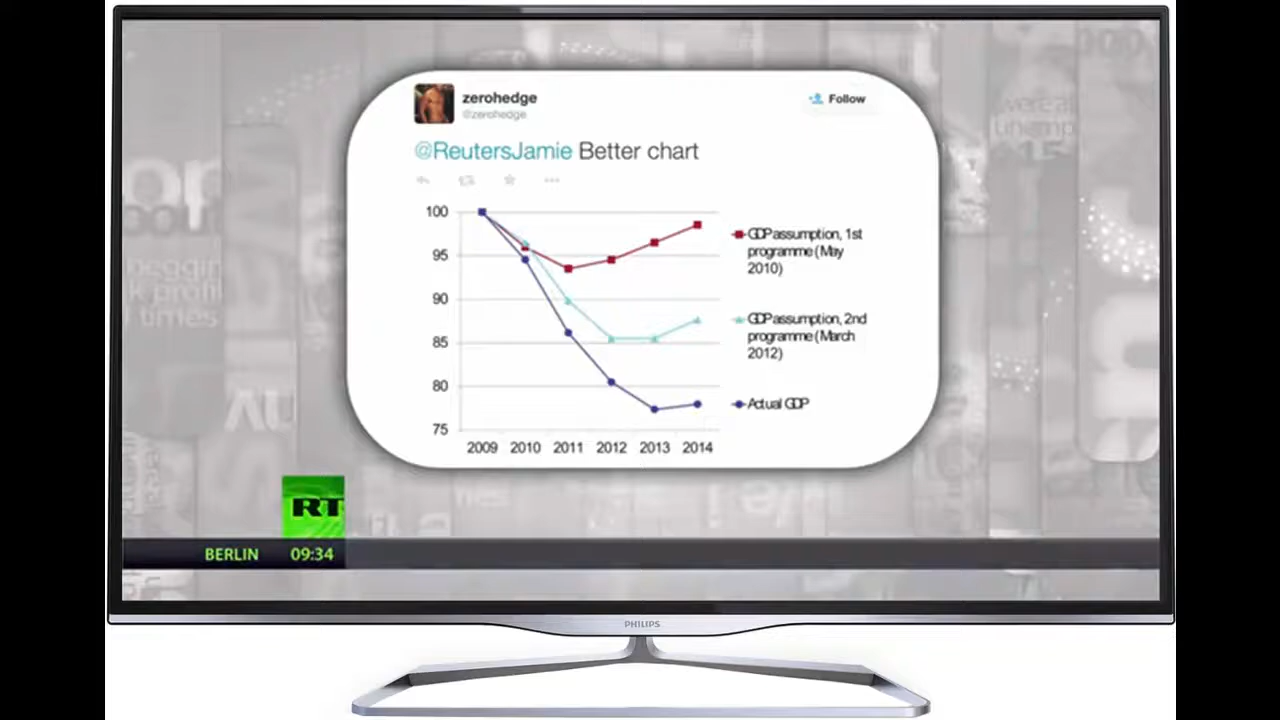 zerohedge
@zerohedge
Follow
@ReutersJamie Better chart
100
95
90
85
80
75
2009 2010 2011 2012 2013 2014
GDP assumption, 1st
programme (May
2010)
GDP assumption, 2nd
programme (March
2012)
Actual GDP
RT
BERLIN 09:34
PHILIPS